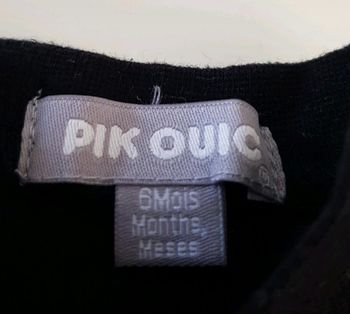 PIK OUIC
6Mois
Months,
Meses